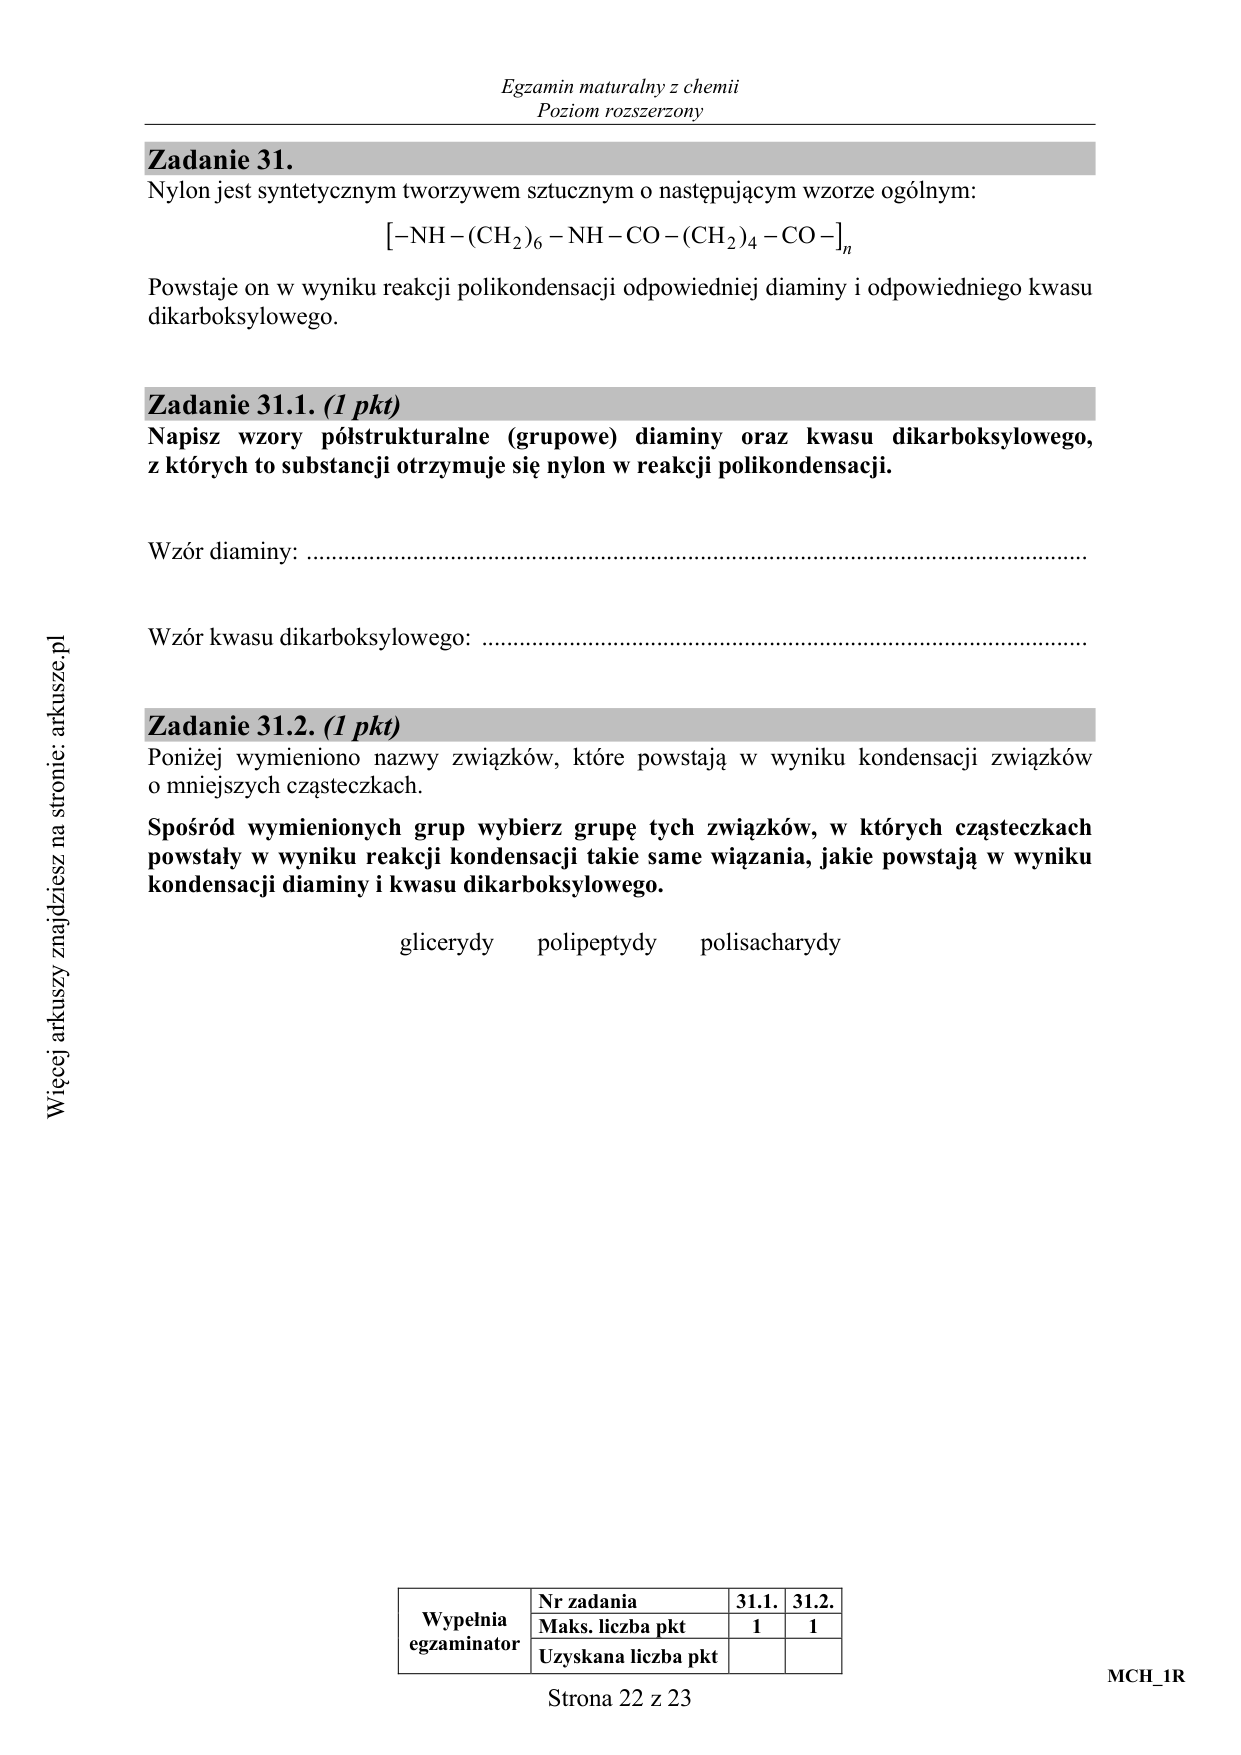 Egzamin maturalny z chemii
Poziom rozszerzony
Zadanie 31.
Nylon jest syntetycznym tworzywem sztucznym o następującym wzorze ogólnym:
[–NH–(CH₂)₆–NH–CO–(CH₂)₄–CO–]ₙ
Powstaje on w wyniku reakcji polikondensacji odpowiedniej diaminy i odpowiedniego kwasu
dikarboksylowego.
Zadanie 31.1. (1 pkt)
Napisz wzory półstrukturalne (grupowe) diaminy oraz kwasu dikarboksylowego,
z których to substancji otrzymuje się nylon w reakcji polikondensacji.
Wzór diaminy: ............................................................................................................................
Wzór kwasu dikarboksylowego: ................................................................................................
Zadanie 31.2. (1 pkt)
Poniżej wymieniono nazwy związków, które powstają w wyniku kondensacji związków
o mniejszych cząsteczkach.
Spośród wymienionych grup wybierz grupę tych związków, w których cząsteczkach
powstały w wyniku reakcji kondensacji takie same wiązania, jakie powstają w wyniku
kondensacji diaminy i kwasu dikarboksylowego.
glicerydy polipeptydy polisacharydy
Więcej arkuszy znajdziesz na stronie: arkusze.pl
Wypełnia
egzaminator
Nr zadania 31.1. 31.2.
Maks. liczba pkt 1 1
Uzyskana liczba pkt
MCH_1R
Strona 22 z 23